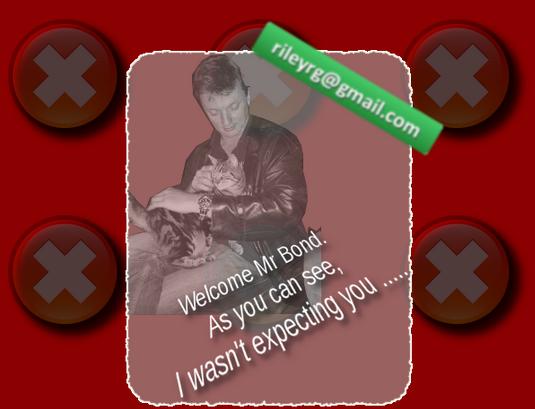 rileyrg@gmail.com
Welcome Mr Bond.
As you can see,
I wasn't expecting you .....